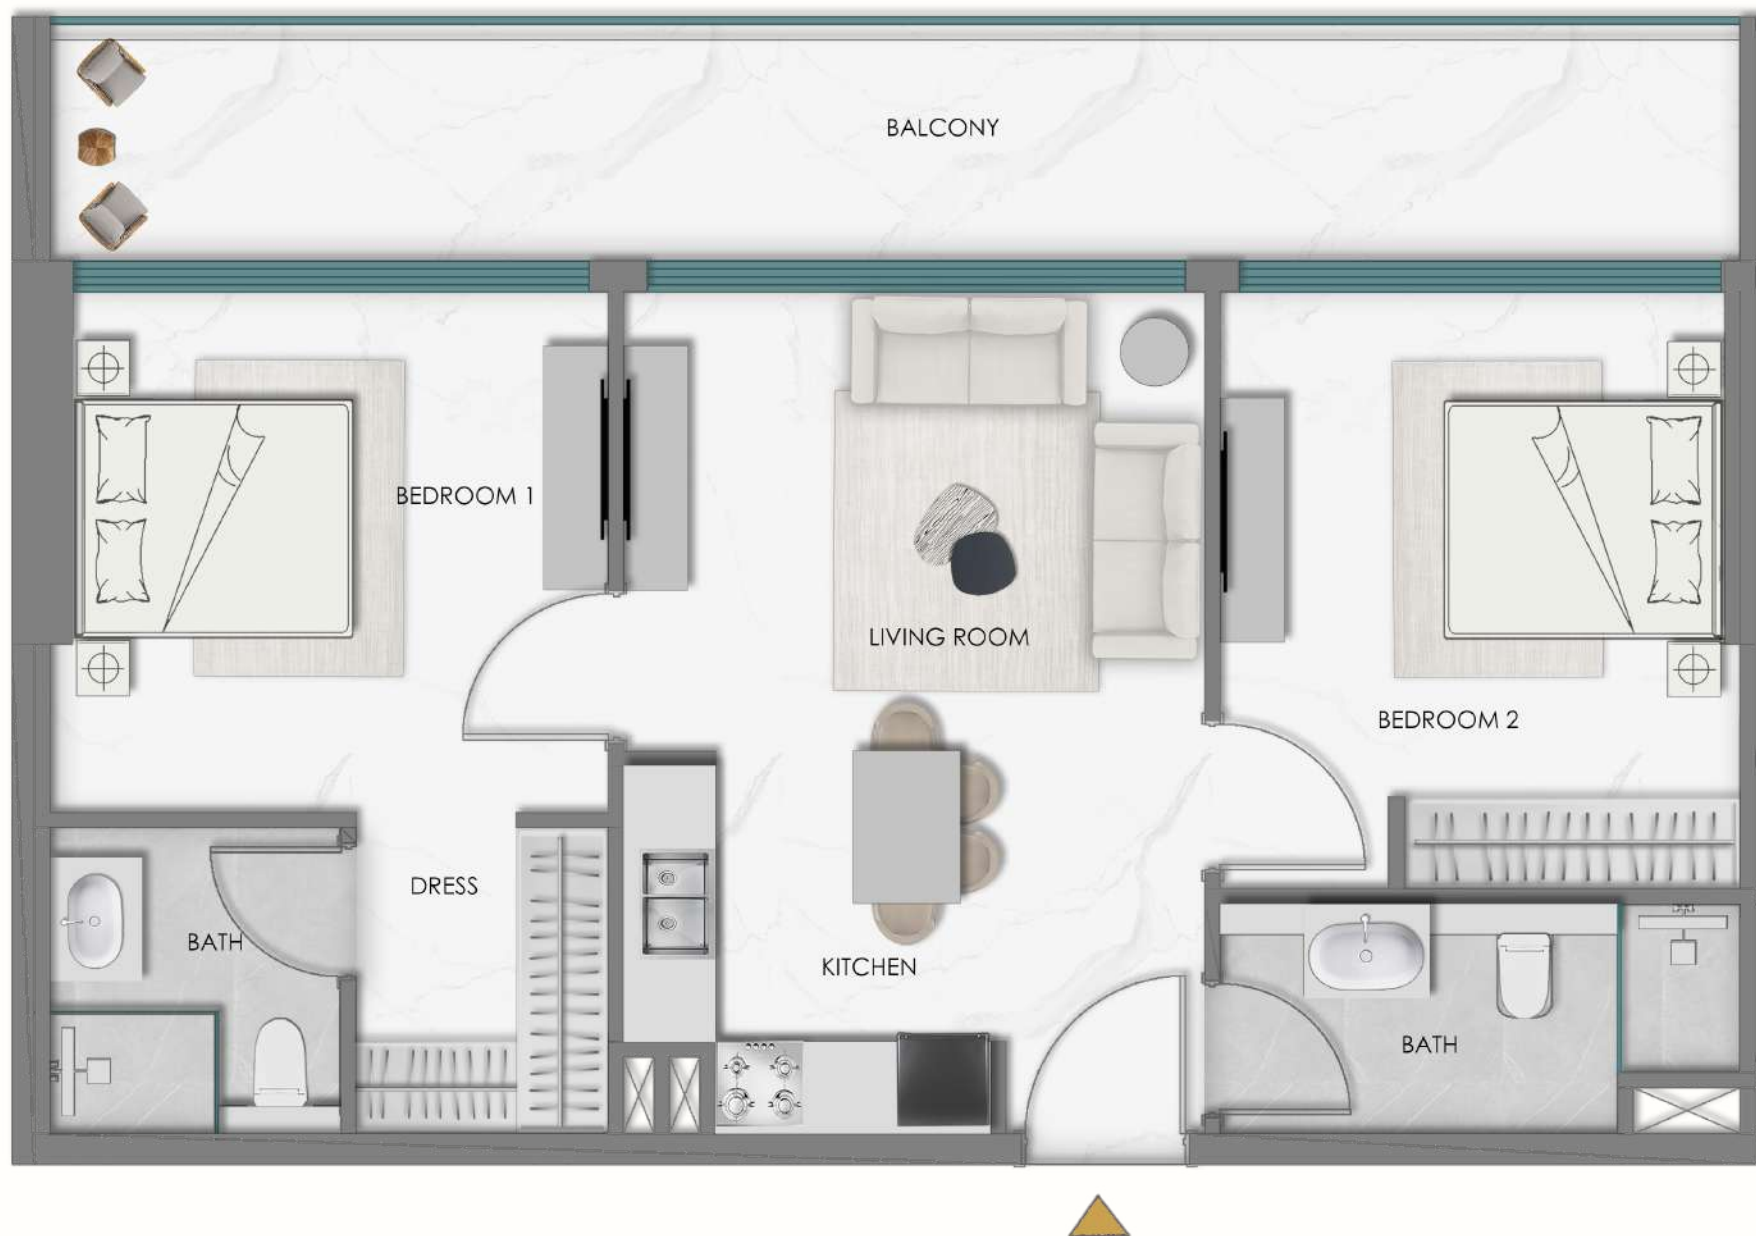 BALCONY
BEDROOM 1
LIVING ROOM
BEDROOM 2
DRESS
BATH
KITCHEN
BATH